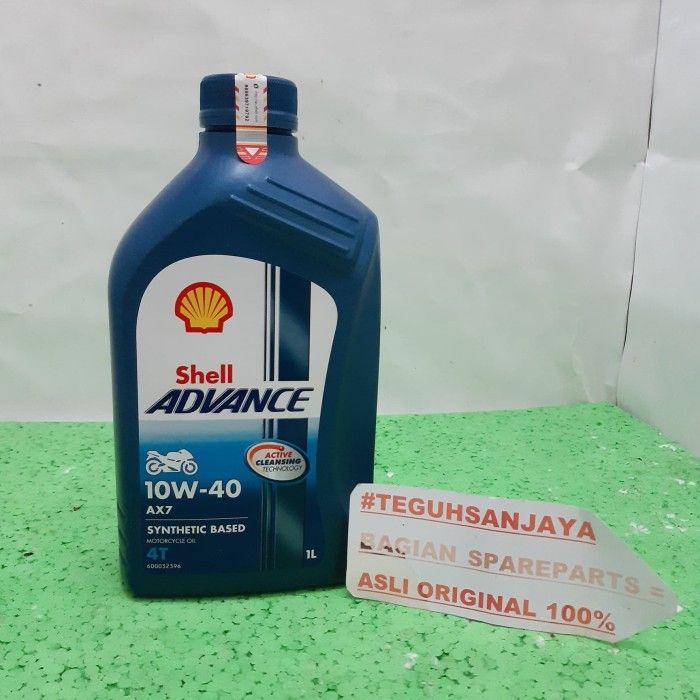 Shell
ADVANCE
ACTIVE
CLEANSING
TECHNOLOGY
10W-40
AX7
SYNTHETIC BASED
MOTORCYCLE OIL
4T
1L
600032396
#TEGUHSANJAYA
BAGIAN SPAREPARTS =
ASLI ORIGINAL 100%